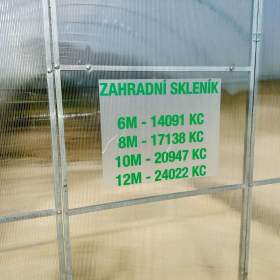 ZAHRADNÍ SKLENÍK
6M - 14091 KC
8M - 17138 KC
10M - 20947 KC
12M - 24022 KC